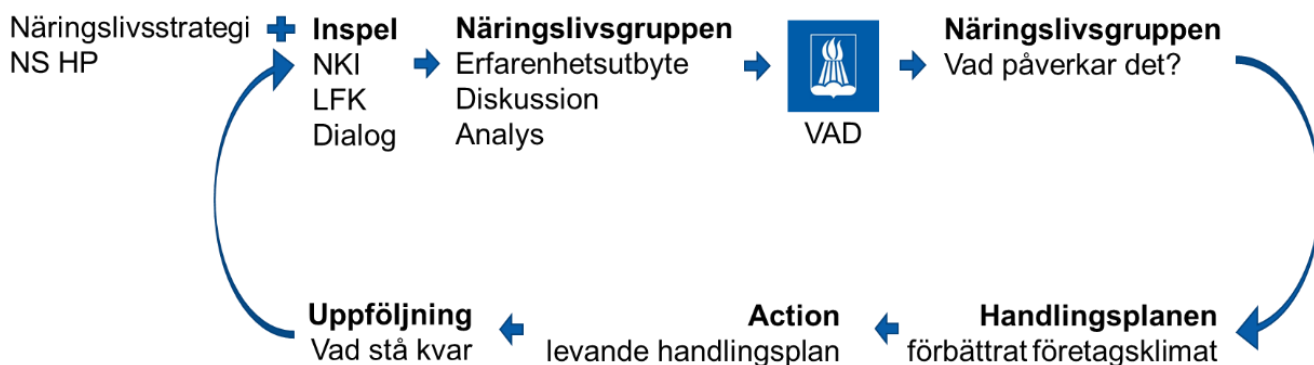 Näringslivsstrategi
NS HP
Inspel
NKI
LFK
Dialog
Näringslivsgruppen
Erfarenhetsutbyte
Diskussion
Analys
VAD
Näringslivsgruppen
Vad påverkar det?
Handlingsplanen
förbättrat företagsklimat
Action
levande handlingsplan
Uppföljning
Vad stå kvar